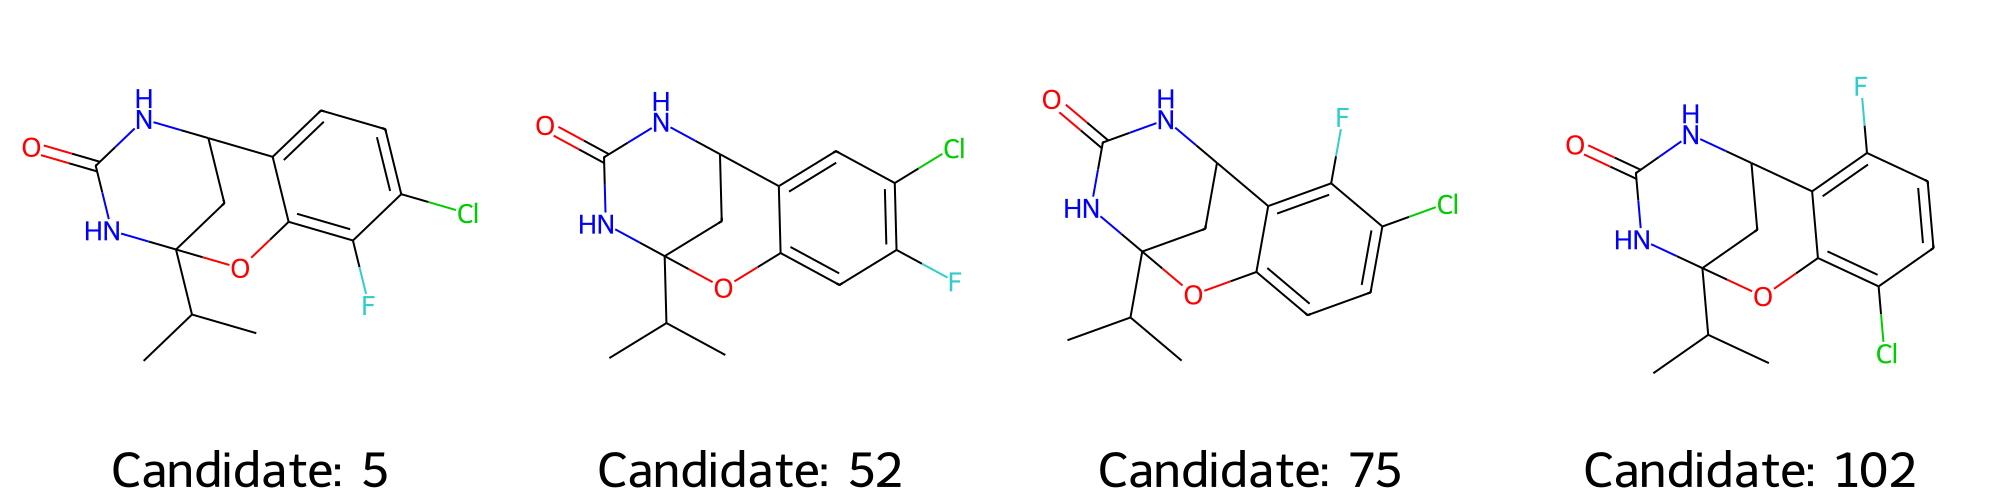 H
N
O
HN
O
F
Cl
Candidate: 5
H
N
O
HN
O
Cl
F
Candidate: 52
O
H
N
HN
O
F
Cl
Candidate: 75
O
H
N
HN
O
F
Cl
Candidate: 102